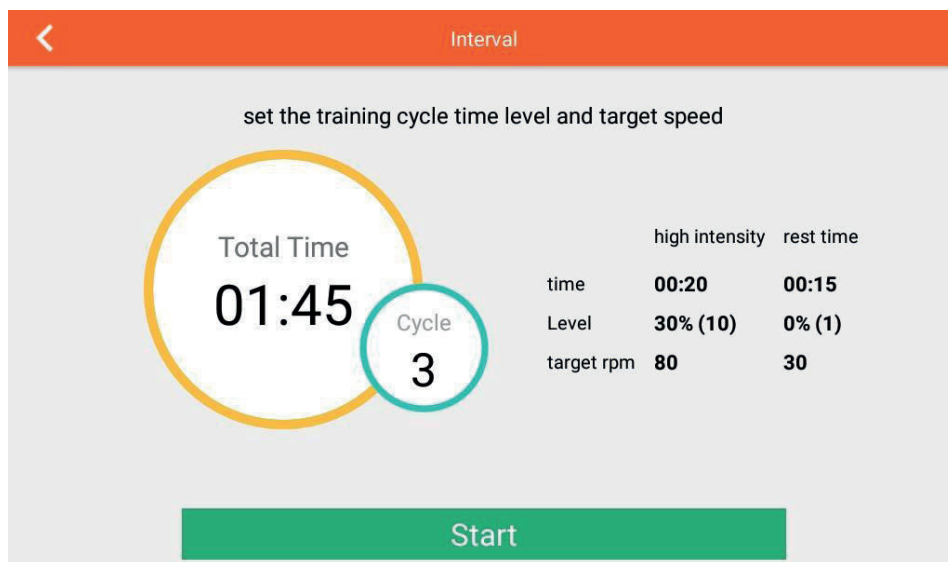 Interval
set the training cycle time level and target speed
Total Time
01:45
Cycle
3
high intensity rest time
time 00:20 00:15
Level 30% (10) 0% (1)
target rpm 80 30
Start